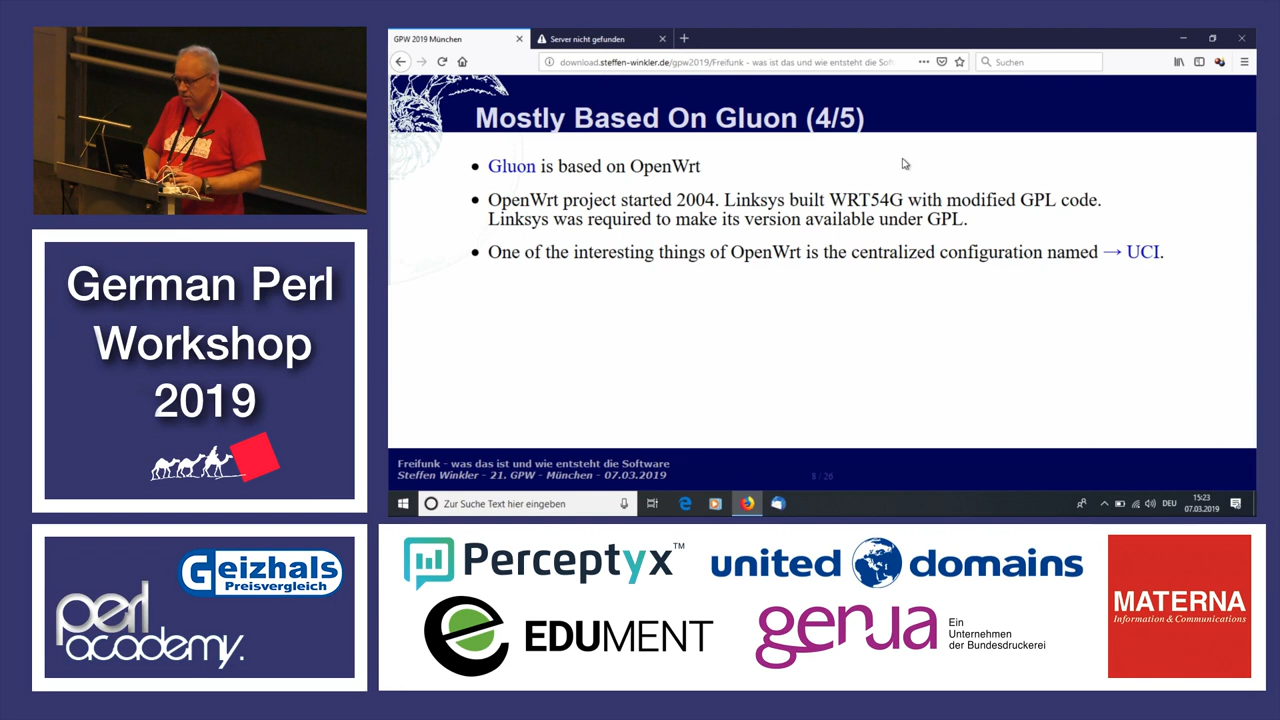 GPW 2019 München
Server nicht gefunden
download.steffen-winkler.de/gpw2019/Freifunk - was das ist und wie entsteht die Sof
Suchen
Mostly Based On Gluon (4/5)
Gluon is based on OpenWrt
OpenWrt project started 2004. Linksys built WRT54G with modified GPL code.
Linksys was required to make its version available under GPL.
One of the interesting things of OpenWrt is the centralized configuration named → UCI.
Freifunk - was das ist und wie entsteht die Software
Steffen Winkler - 21. GPW - München - 07.03.2019
8 / 26
Zur Suche Text hier eingeben
DEU
15:23
07.03.2019
German Perl
Workshop
2019
Geizhals
Preisvergleich
perl
academy.
Perceptyx™
united domains
EDUMENT
genua
Ein
Unternehmen
der Bundesdruckerei
MATERNA
Information & Communications